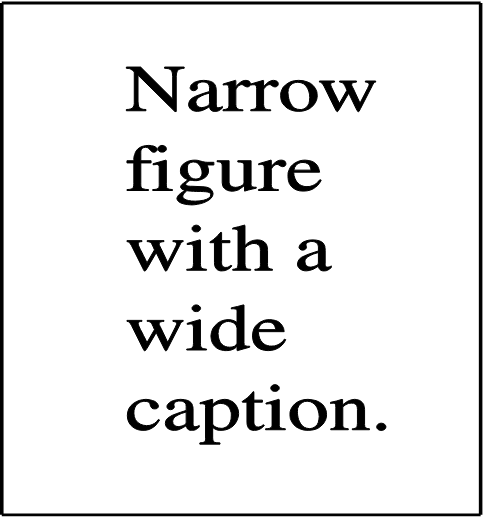 Narrow
figure
with a
wide
caption.